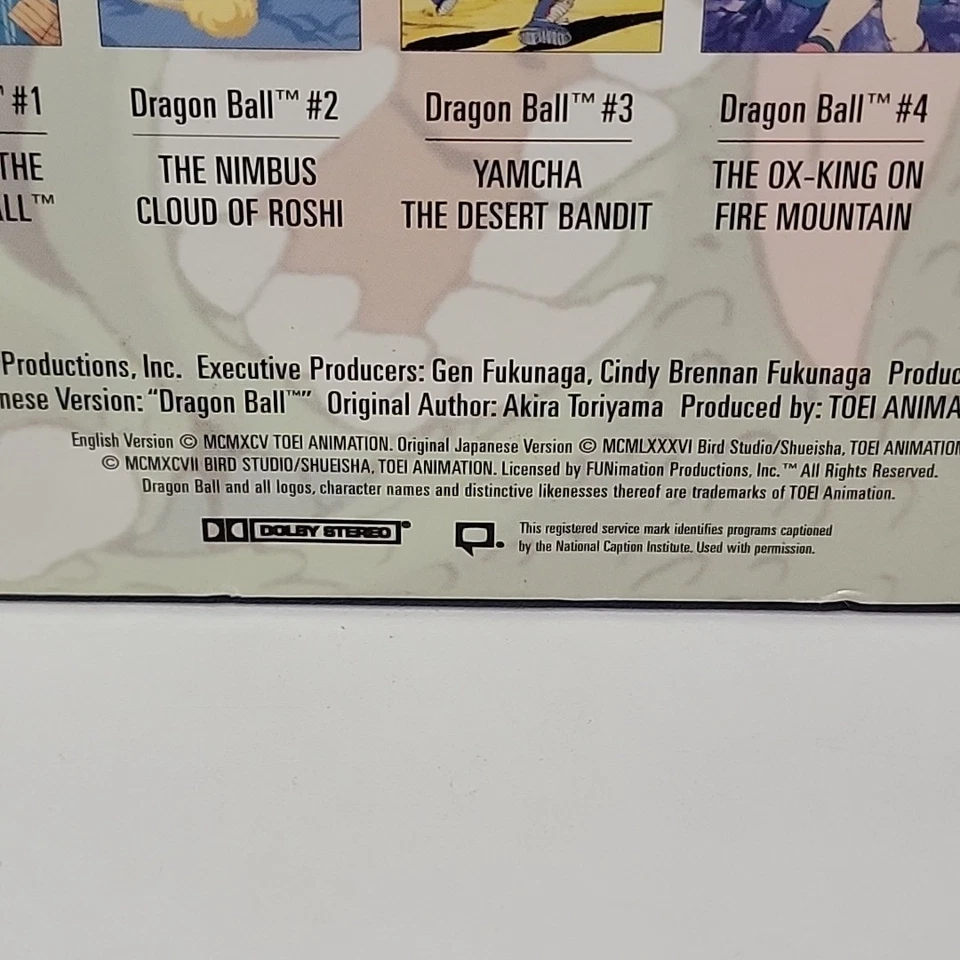 ™ #1
Dragon Ball™ #2
Dragon Ball™ #3
Dragon Ball™ #4
THE
THE NIMBUS
CLOUD OF ROSHI
YAMCHA
THE DESERT BANDIT
THE OX-KING ON
FIRE MOUNTAIN
Productions, Inc. Executive Producers: Gen Fukunaga, Cindy Brennan Fukunaga
Version: “Dragon Ball™” Original Author: Akira Toriyama Produced by: TOEI
English Version © MCMXCV TOEI ANIMATION. Original Japanese Version © MCMLXXXVI Bird Studio/Shueisha, TOEI ANIMATION
© MCMXCVII BIRD STUDIO/SHUEISHA, TOEI ANIMATION. Licensed by FUNimation Productions, Inc.™ All Rights Reserved.
Dragon Ball and all logos, character names and distinctive likenesses thereof are trademarks of TOEI Animation.
DOLBY STEREO
This registered service mark identifies programs captioned
by the National Caption Institute. Used with permission.